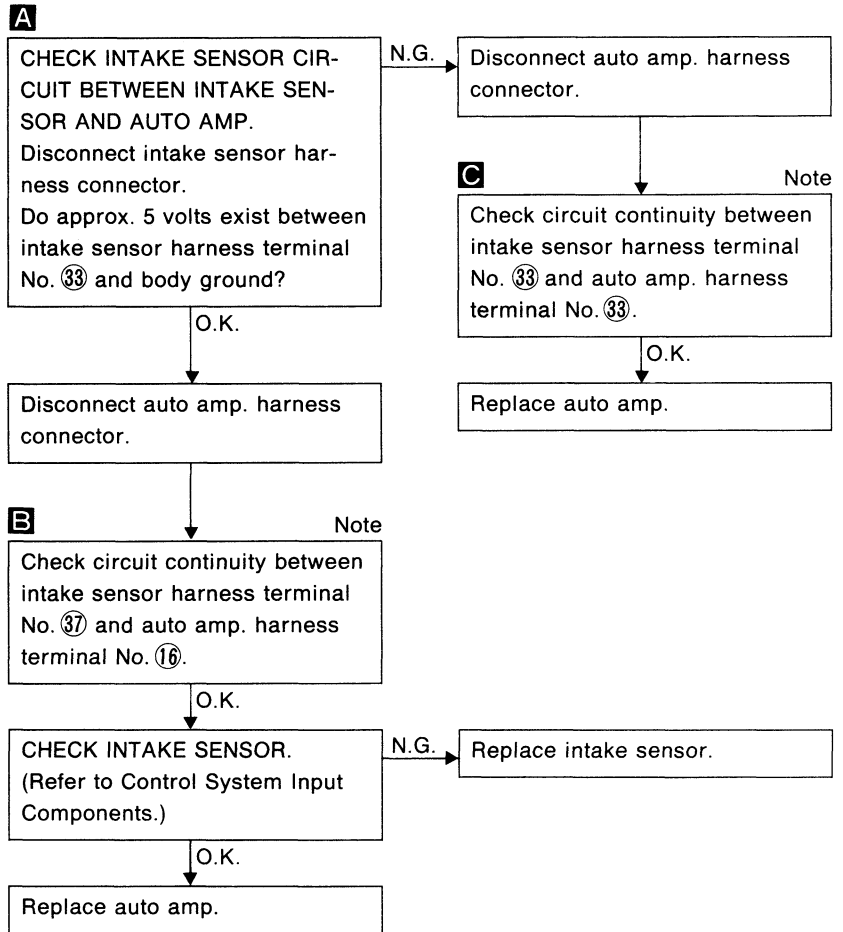 A
CHECK INTAKE SENSOR CIR-
CUIT BETWEEN INTAKE SEN-
SOR AND AUTO AMP.
Disconnect intake sensor har-
ness connector.
Do approx. 5 volts exist between
intake sensor harness terminal
No. ㉝ and body ground?
N.G.
Disconnect auto amp. harness
connector.
C
Note
Check circuit continuity between
intake sensor harness terminal
No. ㉝ and auto amp. harness
terminal No. ㉝.
O.K.
Replace auto amp.
O.K.
Disconnect auto amp. harness
connector.
B
Note
Check circuit continuity between
intake sensor harness terminal
No. ㊲ and auto amp. harness
terminal No. ⑯.
O.K.
CHECK INTAKE SENSOR.
(Refer to Control System Input
Components.)
N.G.
Replace intake sensor.
O.K.
Replace auto amp.